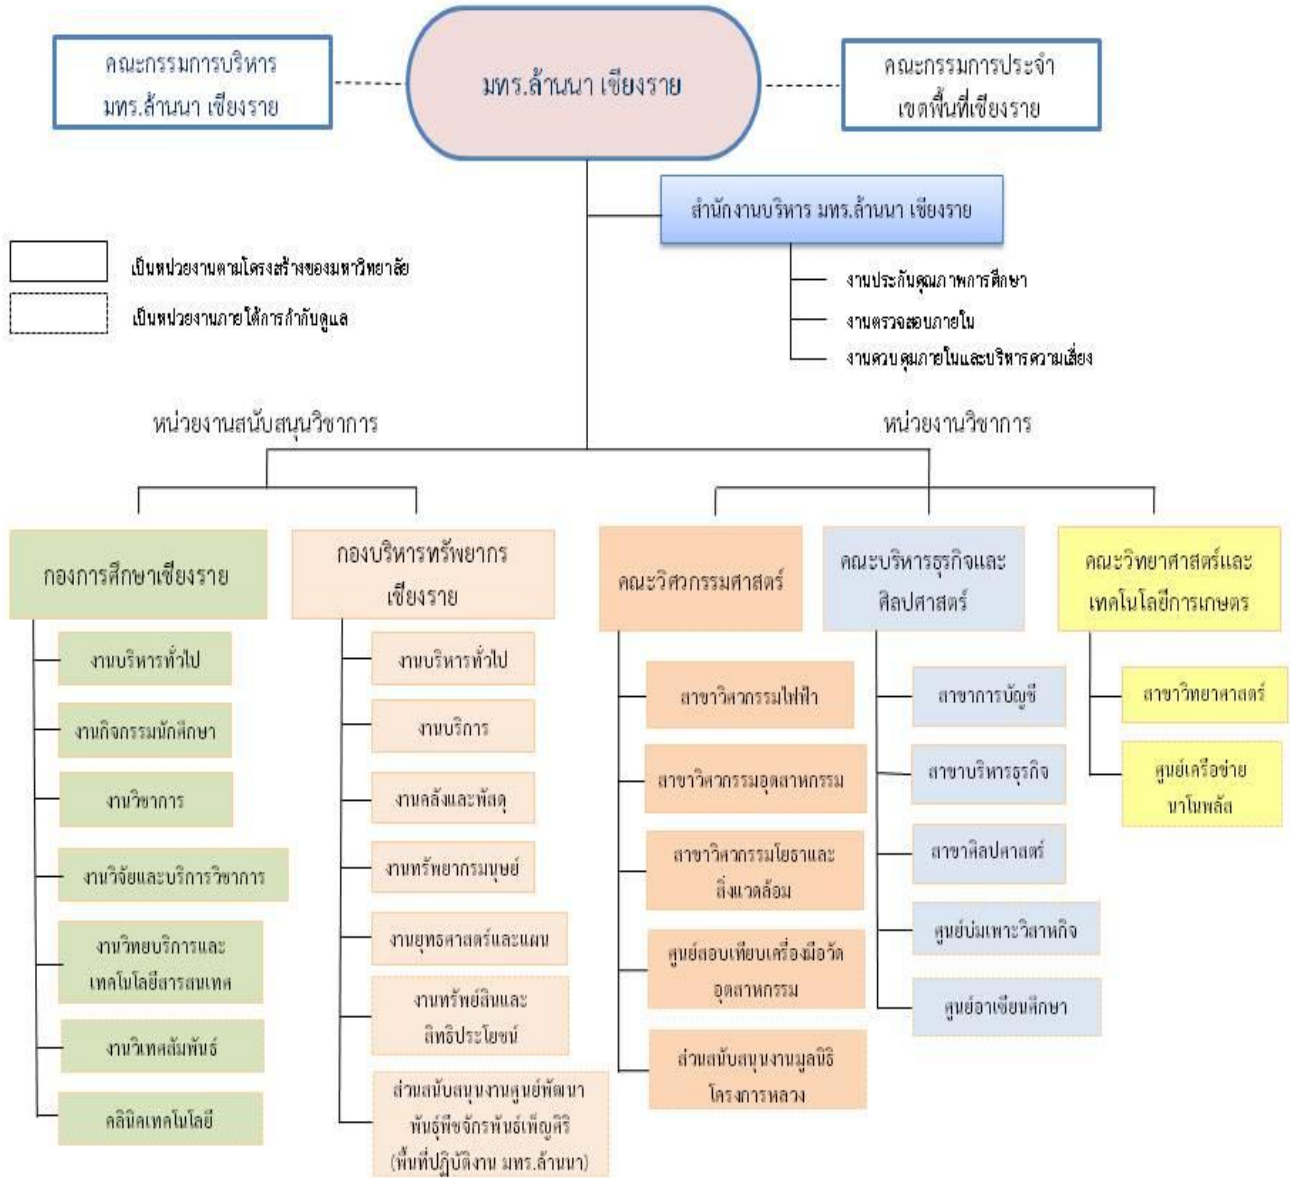 คณะกรรมการบริหาร
มทร.ล้านนา เชียงราย
มทร.ล้านนา เชียงราย
คณะกรรมการประจำ
เขตพื้นที่เชียงราย
สำนักงานบริหาร มทร.ล้านนา เชียงราย
เป็นหน่วยงานตามโครงสร้างของมหาวิทยาลัย
เป็นหน่วยงานภายใต้การกำกับดูแล
งานประกันคุณภาพการศึกษา
งานตรวจสอบภายใน
งานควบคุมภายในและบริหารความเสี่ยง
หน่วยงานสนับสนุนวิชาการ
หน่วยงานวิชาการ
กองการศึกษาเชียงราย
งานบริหารทั่วไป
งานกิจกรรมนักศึกษา
งานวิชาการ
งานวิจัยและบริการวิชาการ
งานวิทยบริการและ
เทคโนโลยีสารสนเทศ
งานวิเทศสัมพันธ์
คลินิคเทคโนโลยี
กองบริหารทรัพยากร
เชียงราย
งานบริหารทั่วไป
งานบริการ
งานคลังและพัสดุ
งานทรัพยากรมนุษย์
งานยุทธศาสตร์และแผน
งานทรัพย์สินและ
สิทธิประโยชน์
ส่วนสนับสนุนงานศูนย์พัฒนา
พันธุ์พืชจักรพันธ์เพ็ญศิริ
(พื้นที่ปฏิบัติงาน มทร.ล้านนา)
คณะวิศวกรรมศาสตร์
สาขาวิศวกรรมไฟฟ้า
สาขาวิศวกรรมอุตสาหกรรม
สาขาวิศวกรรมโยธาและ
สิ่งแวดล้อม
ศูนย์สอบเทียบเครื่องมือวัด
อุตสาหกรรม
ส่วนสนับสนุนงานมูลนิธิ
โครงการหลวง
คณะบริหารธุรกิจและ
ศิลปศาสตร์
สาขาการบัญชี
สาขาบริหารธุรกิจ
สาขาศิลปศาสตร์
ศูนย์บ่มเพาะวิสาหกิจ
ศูนย์อาเซียนศึกษา
คณะวิทยาศาสตร์และ
เทคโนโลยีการเกษตร
สาขาวิทยาศาสตร์
ศูนย์เครือข่าย
นาโนพลัส